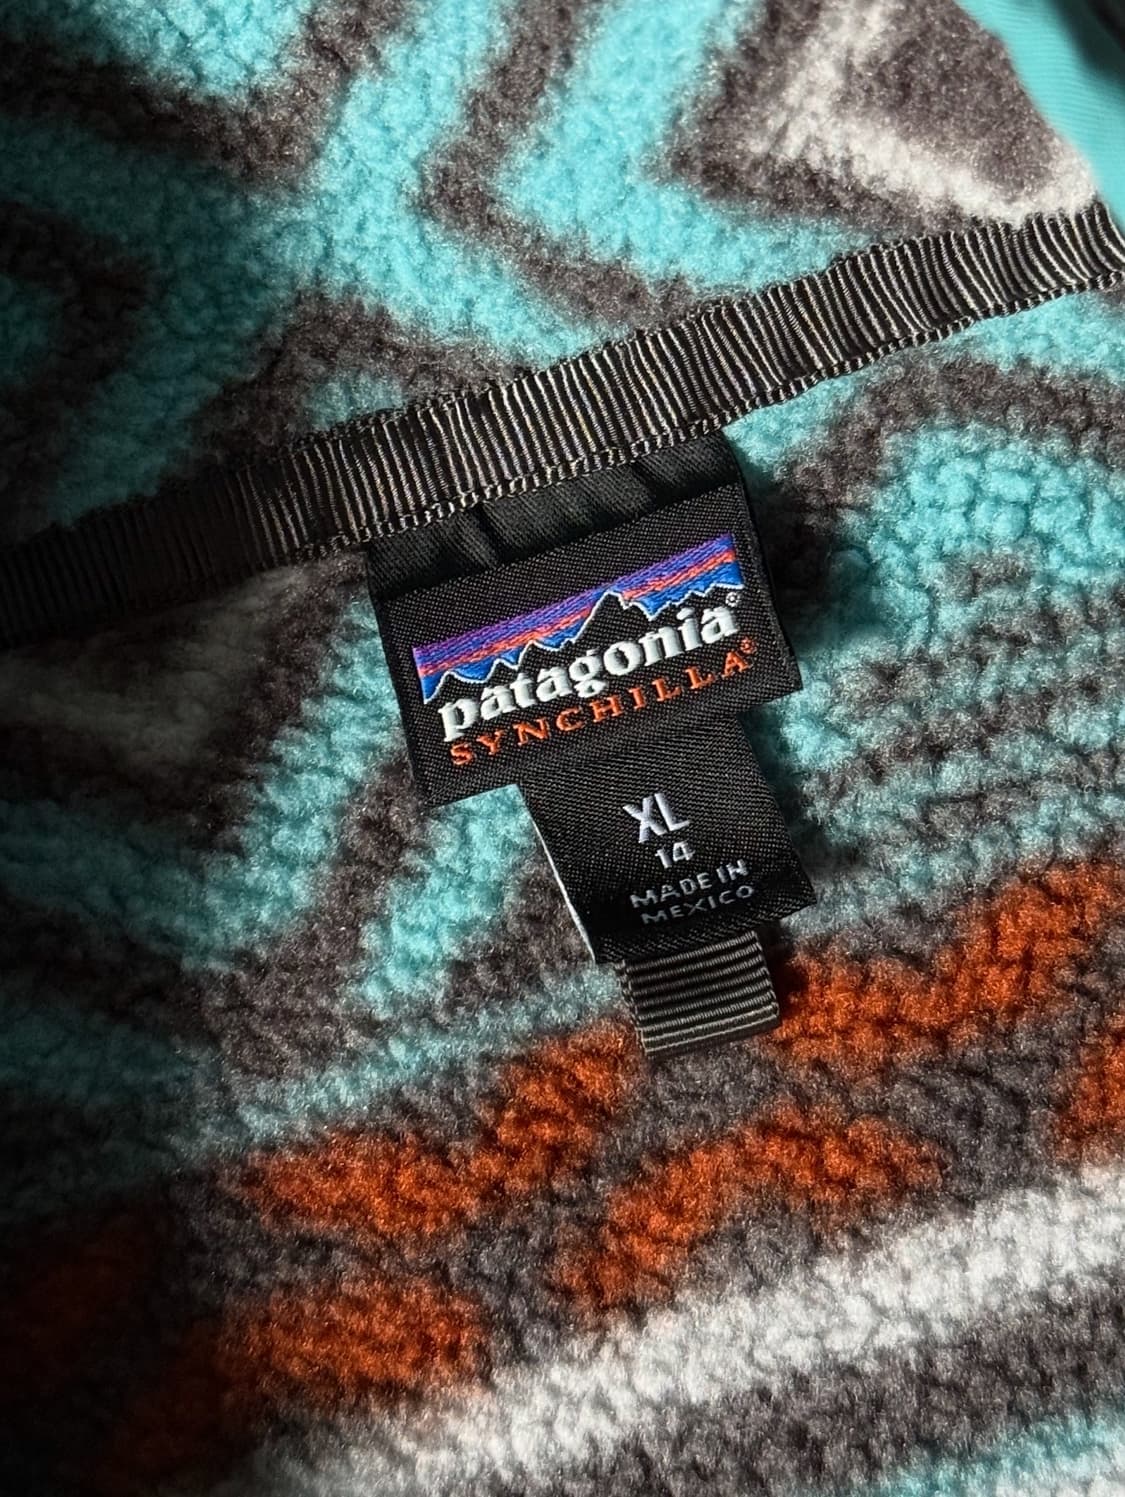 patagonia®
SYNCHILLA®
XL
14
MADE IN
MEXICO